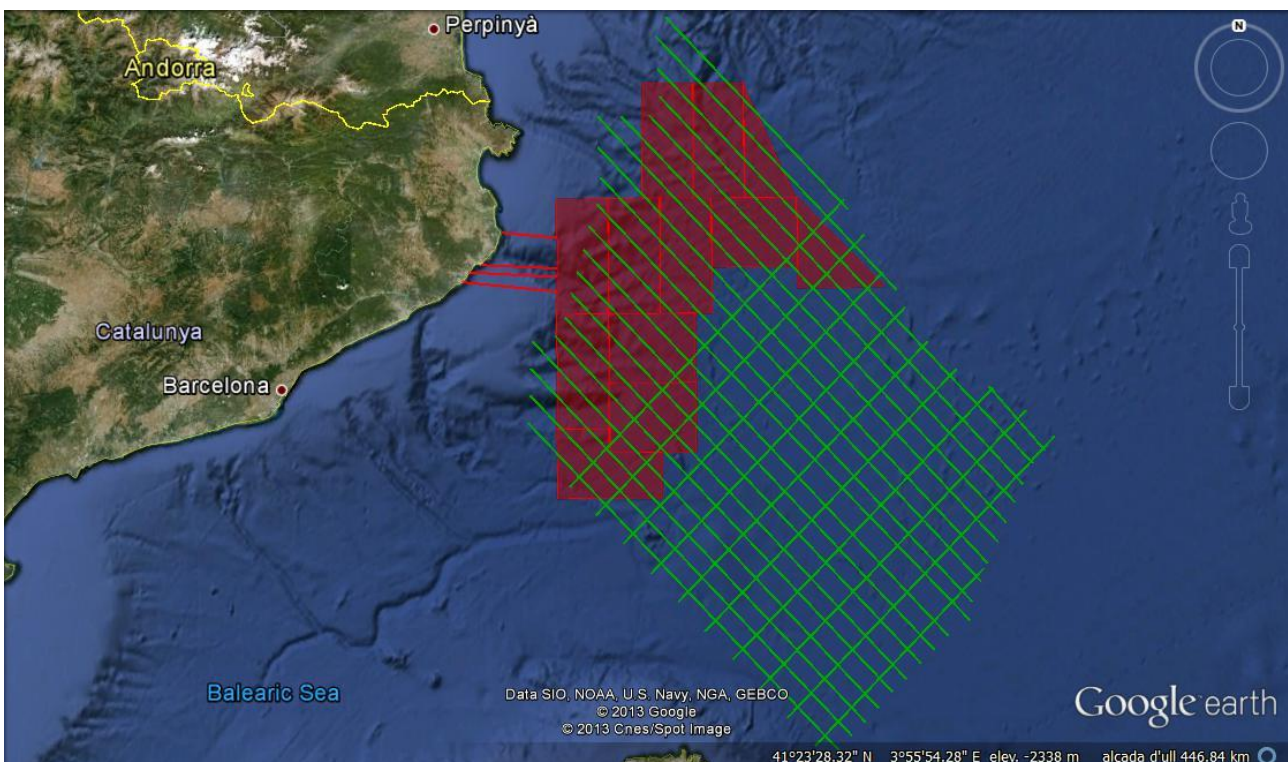 Perpinyà
N
Andorra
Catalunya
Barcelona
Balearic Sea
Data SIO, NOAA, U.S. Navy, NGA, GEBCO
© 2013 Google
© 2013 Cnes/Spot Image
Google earth
41°23'28.32" N 3°55'54.28" E elev. -2338 m alçada d'ull 446.84 km